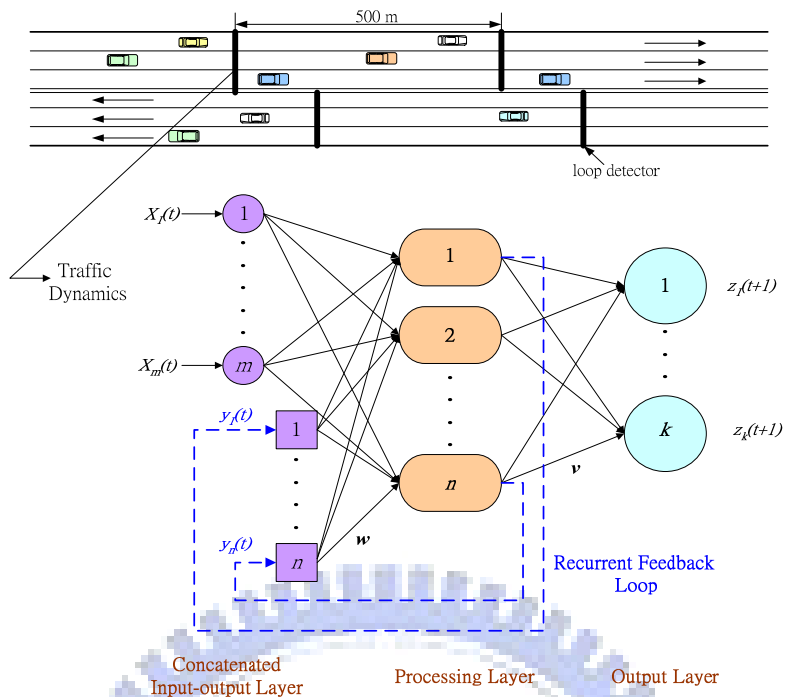 500 m
loop detector
Traffic
Dynamics
X1(t)
1
Xm(t)
m
y1(t)
1
yn(t)
n
w
1
2
n
v
1
z1(t+1)
k
zk(t+1)
Recurrent Feedback
Loop
Concatenated
Input-output Layer
Processing Layer
Output Layer